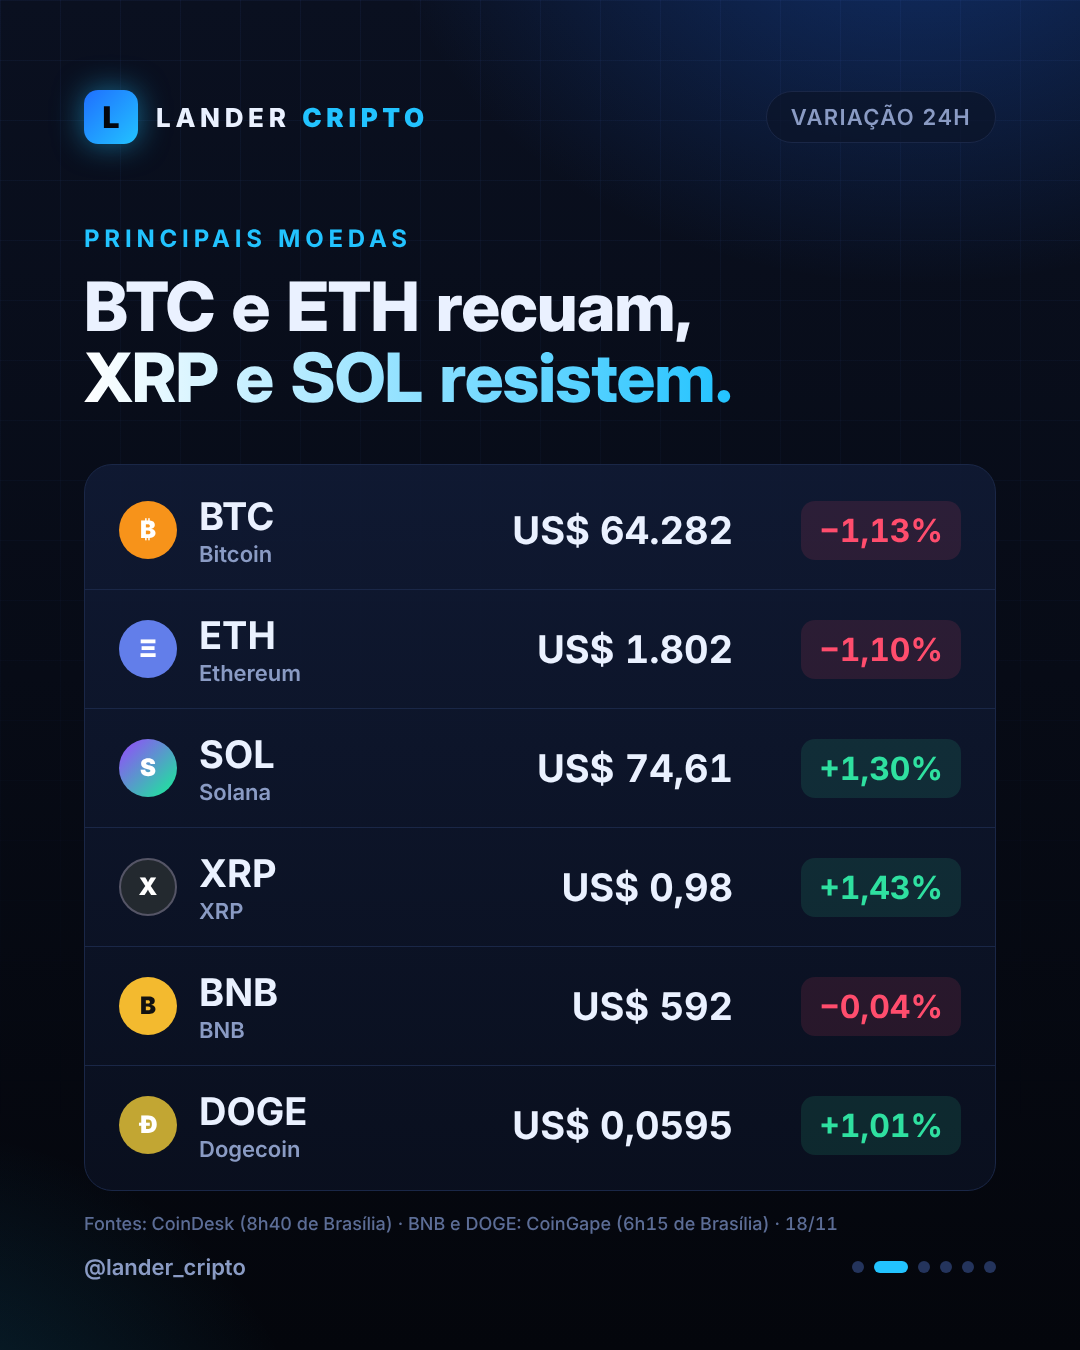 L LANDER CRIPTO
VARIAÇÃO 24H
PRINCIPAIS MOEDAS
BTC e ETH recuam,
XRP e SOL resistem.
₿ BTC US$ 64.282 −1,13%
Bitcoin
Ξ ETH US$ 1.802 −1,10%
Ethereum
S SOL US$ 74,61 +1,30%
Solana
X XRP US$ 0,98 +1,43%
XRP
B BNB US$ 592 −0,04%
BNB
Ð DOGE US$ 0,0595 +1,01%
Dogecoin
Fontes: CoinDesk (8h40 de Brasília) · BNB e DOGE: CoinGape (6h15 de Brasília) · 18/11
@lander_cripto